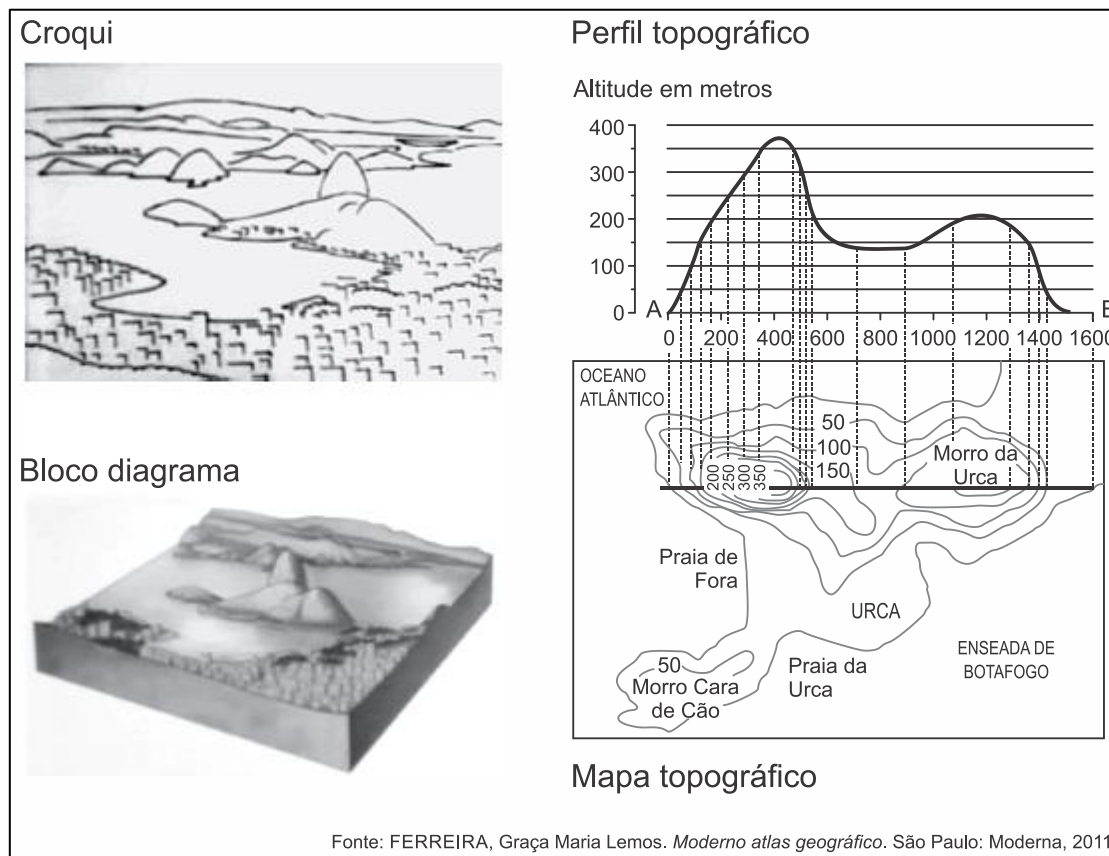 Croqui
Perfil topográfico
Altitude em metros
400
300
200
100
0
A
0 200 400 600 800 1000 1200 1400 1600
OCEANO
ATLÂNTICO
50
100
150
200
250
300
350
Morro da
Urca
Praia de
Fora
URCA
ENSEADA DE
BOTAFOGO
Praia da
Urca
50
Morro Cara
de Cão
Bloco diagrama
Mapa topográfico
Fonte: FERREIRA, Graça Maria Lemos. Moderno atlas geográfico. São Paulo: Moderna, 2011